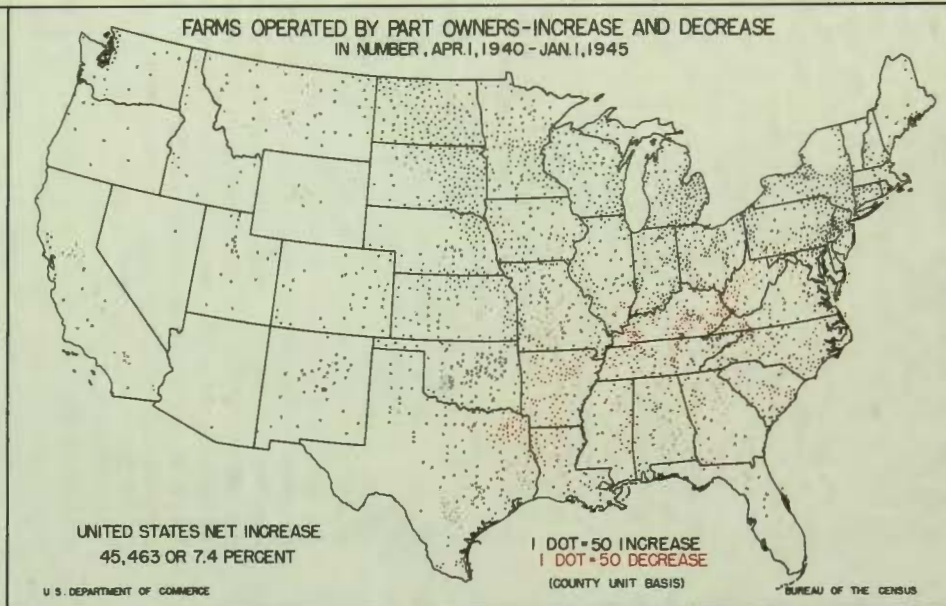 FARMS OPERATED BY PART OWNERS-INCREASE AND DECREASE
IN NUMBER, APR.1, 1940-JAN.1, 1945
UNITED STATES NET INCREASE
45,463 OR 7.4 PERCENT
1 DOT=50 INCREASE
1 DOT=50 DECREASE
(COUNTY UNIT BASIS)
U.S. DEPARTMENT OF COMMERCE
BUREAU OF THE CENSUS